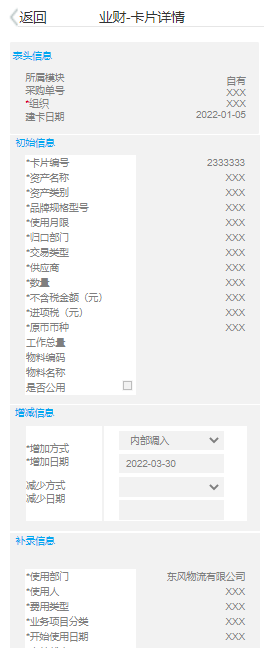 返回 业财-卡片详情
表头信息
所属模块 自有
采购单号 XXX
*组织 XXX
建卡日期 2022-01-05
初始信息
*卡片编号 2333333
*资产名称 XXX
*资产类别 XXX
*品牌规格型号 XXX
*使用月限 XXX
*归口部门 XXX
*交易类型 XXX
*供应商 XXX
*数量 XXX
*不含税金额（元） XXX
*进项税（元） XXX
*原币币种 XXX
工作总量
物料编码
物料名称
是否公用
增减信息
*增加方式 内部调入
*增加日期 2022-03-30
减少方式
减少日期
补录信息
*使用部门 东风物流有限公司
*使用人 XXX
*费用类型 XXX
*业务项目分类 XXX
*开始使用日期 XXX